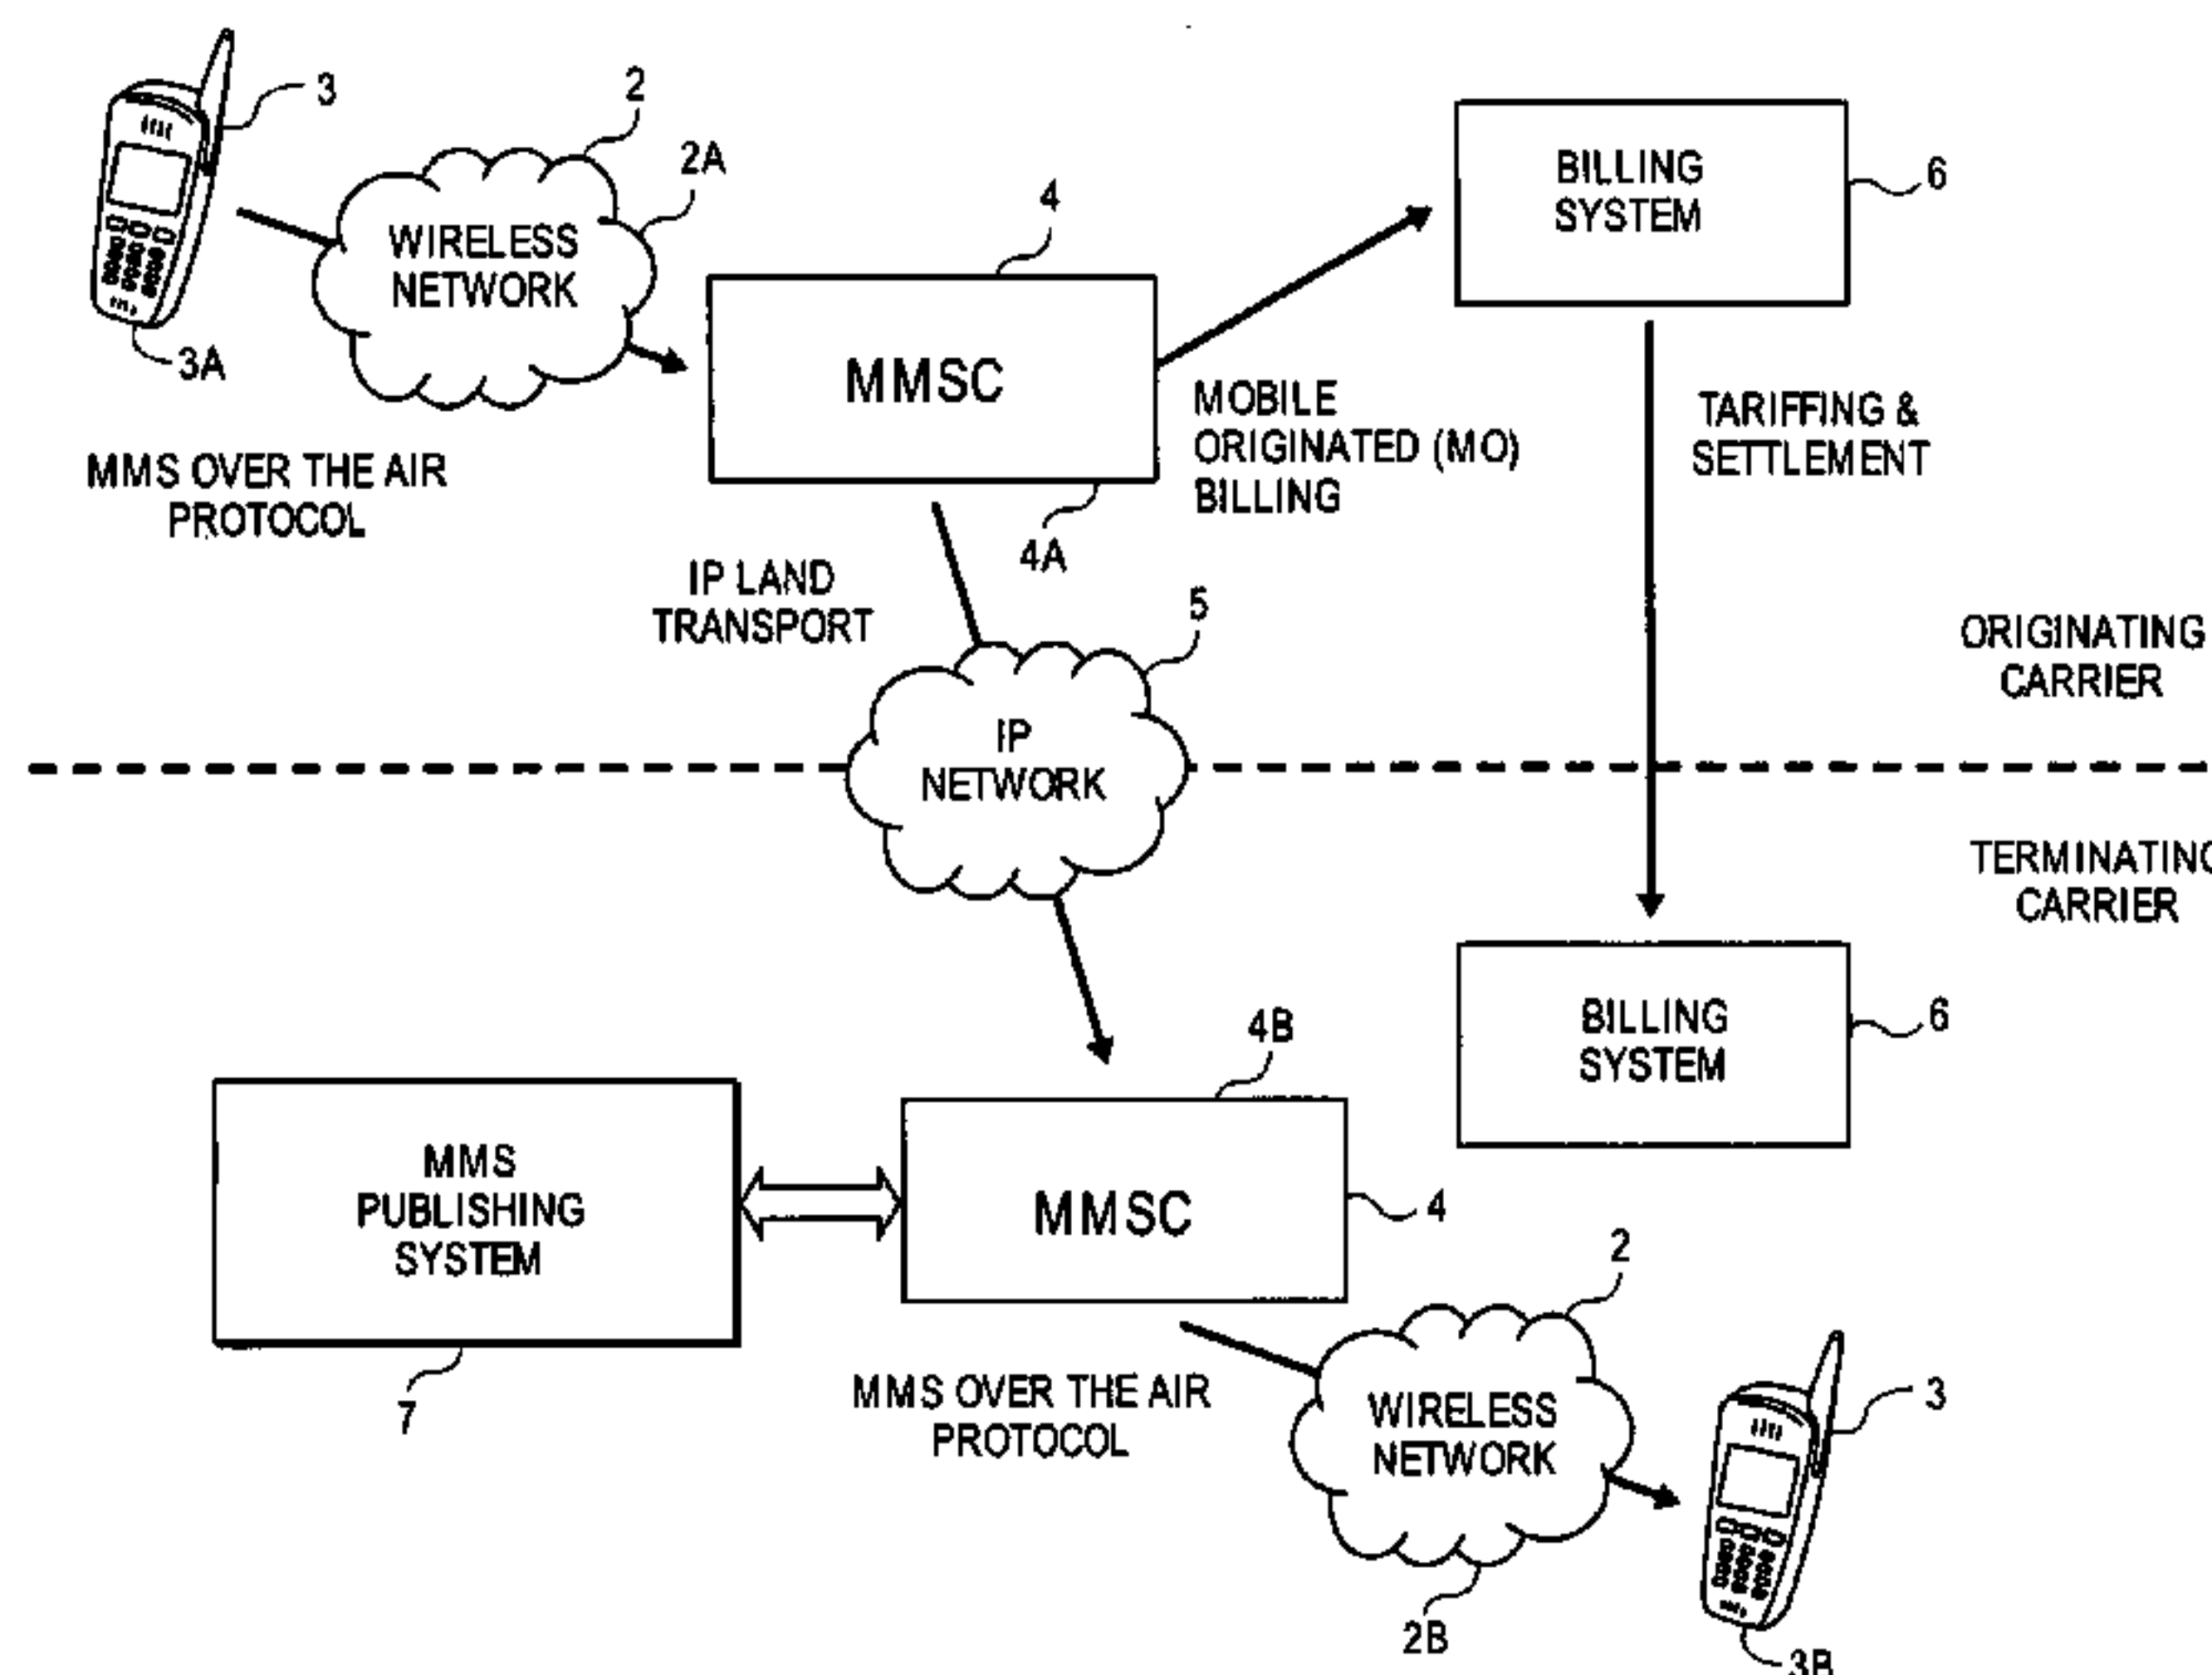 3
2
2A
WIRELESS
NETWORK
3A
MMS OVER THE AIR
PROTOCOL
4
MMSC
4A
BILLING
SYSTEM
6
MOBILE
ORIGINATED (MO)
BILLING
TARIFFING &
SETTLEMENT
IP LAND
TRANSPORT
5
IP
NETWORK
ORIGINATING
CARRIER
TERMINATING
CARRIER
BILLING
SYSTEM
6
4B
MMSC
4
MMS
PUBLISHING
SYSTEM
7
MMS OVER THE AIR
PROTOCOL
2
WIRELESS
NETWORK
2B
3
3B